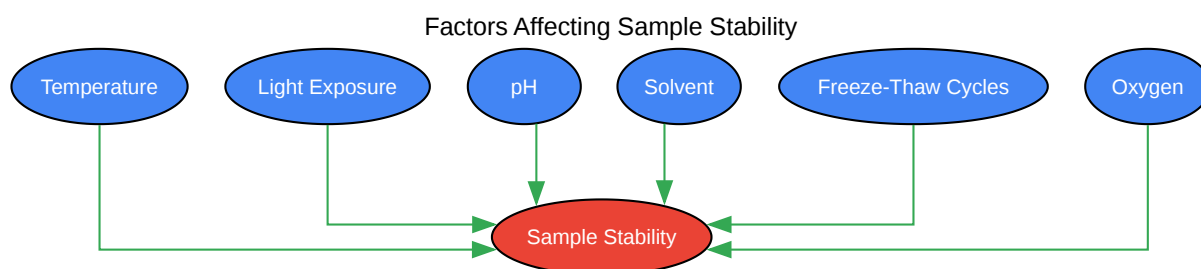 Factors Affecting Sample Stability
Temperature
Light Exposure
pH
Solvent
Freeze-Thaw Cycles
Oxygen
Sample Stability